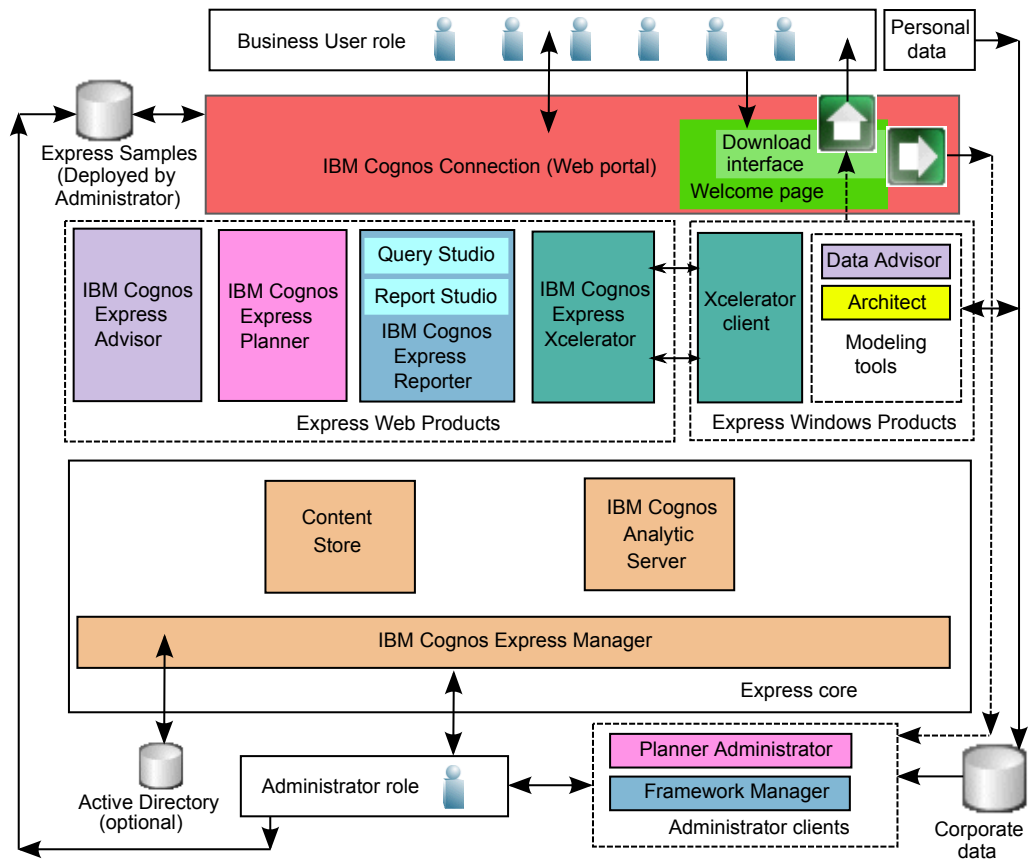 Business User role
Personal
data
Express Samples
(Deployed by
Administrator)
IBM Cognos Connection (Web portal)
Download
interface
Welcome page
IBM Cognos
Express
Advisor
IBM Cognos
Express
Planner
Query Studio
Report Studio
IBM Cognos
Express
Reporter
IBM Cognos
Express
Xcelerator
Express Web Products
Xcelerator
client
Data Advisor
Architect
Modeling
tools
Express Windows Products
Content
Store
IBM Cognos
Analytic
Server
IBM Cognos Express Manager
Express core
Active Directory
(optional)
Administrator role
Planner Administrator
Framework Manager
Administrator clients
Corporate
data